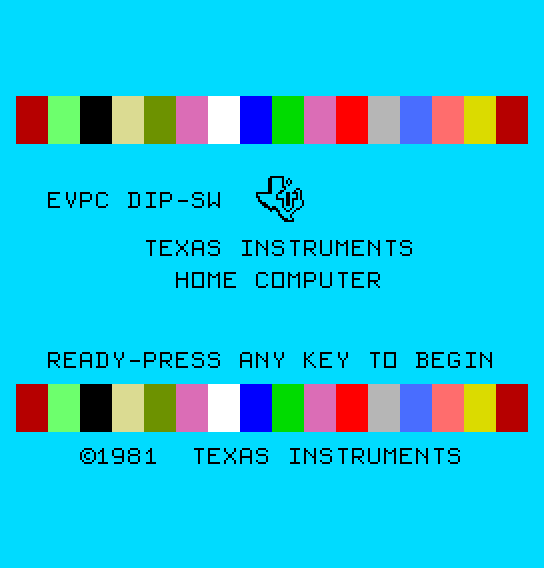 EVPC DIP-SW
TEXAS INSTRUMENTS
HOME COMPUTER
READY-PRESS ANY KEY TO BEGIN
©1981 TEXAS INSTRUMENTS